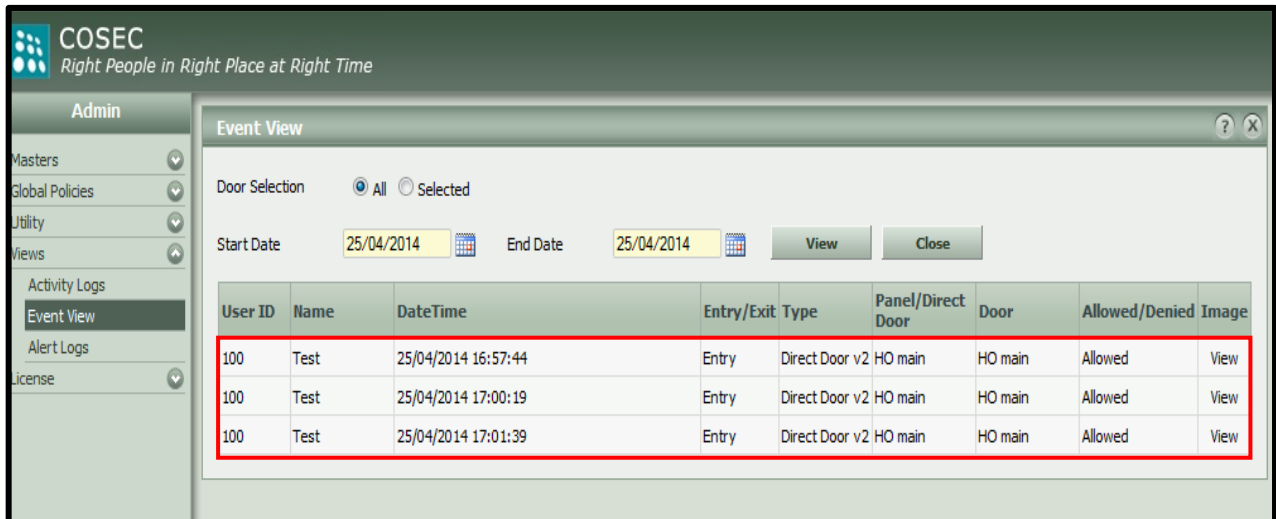 COSEC
Right People in Right Place at Right Time
Admin
Masters
Global Policies
Utility
Views
Activity Logs
Event View
Alert Logs
License
Event View ? X
Door Selection All Selected
Start Date 25/04/2014 End Date 25/04/2014 View Close
User ID Name DateTime Entry/Exit Type Panel/Direct Door Door Allowed/Denied Image
100 Test 25/04/2014 16:57:44 Entry Direct Door v2 HO main HO main Allowed View
100 Test 25/04/2014 17:00:19 Entry Direct Door v2 HO main HO main Allowed View
100 Test 25/04/2014 17:01:39 Entry Direct Door v2 HO main HO main Allowed View